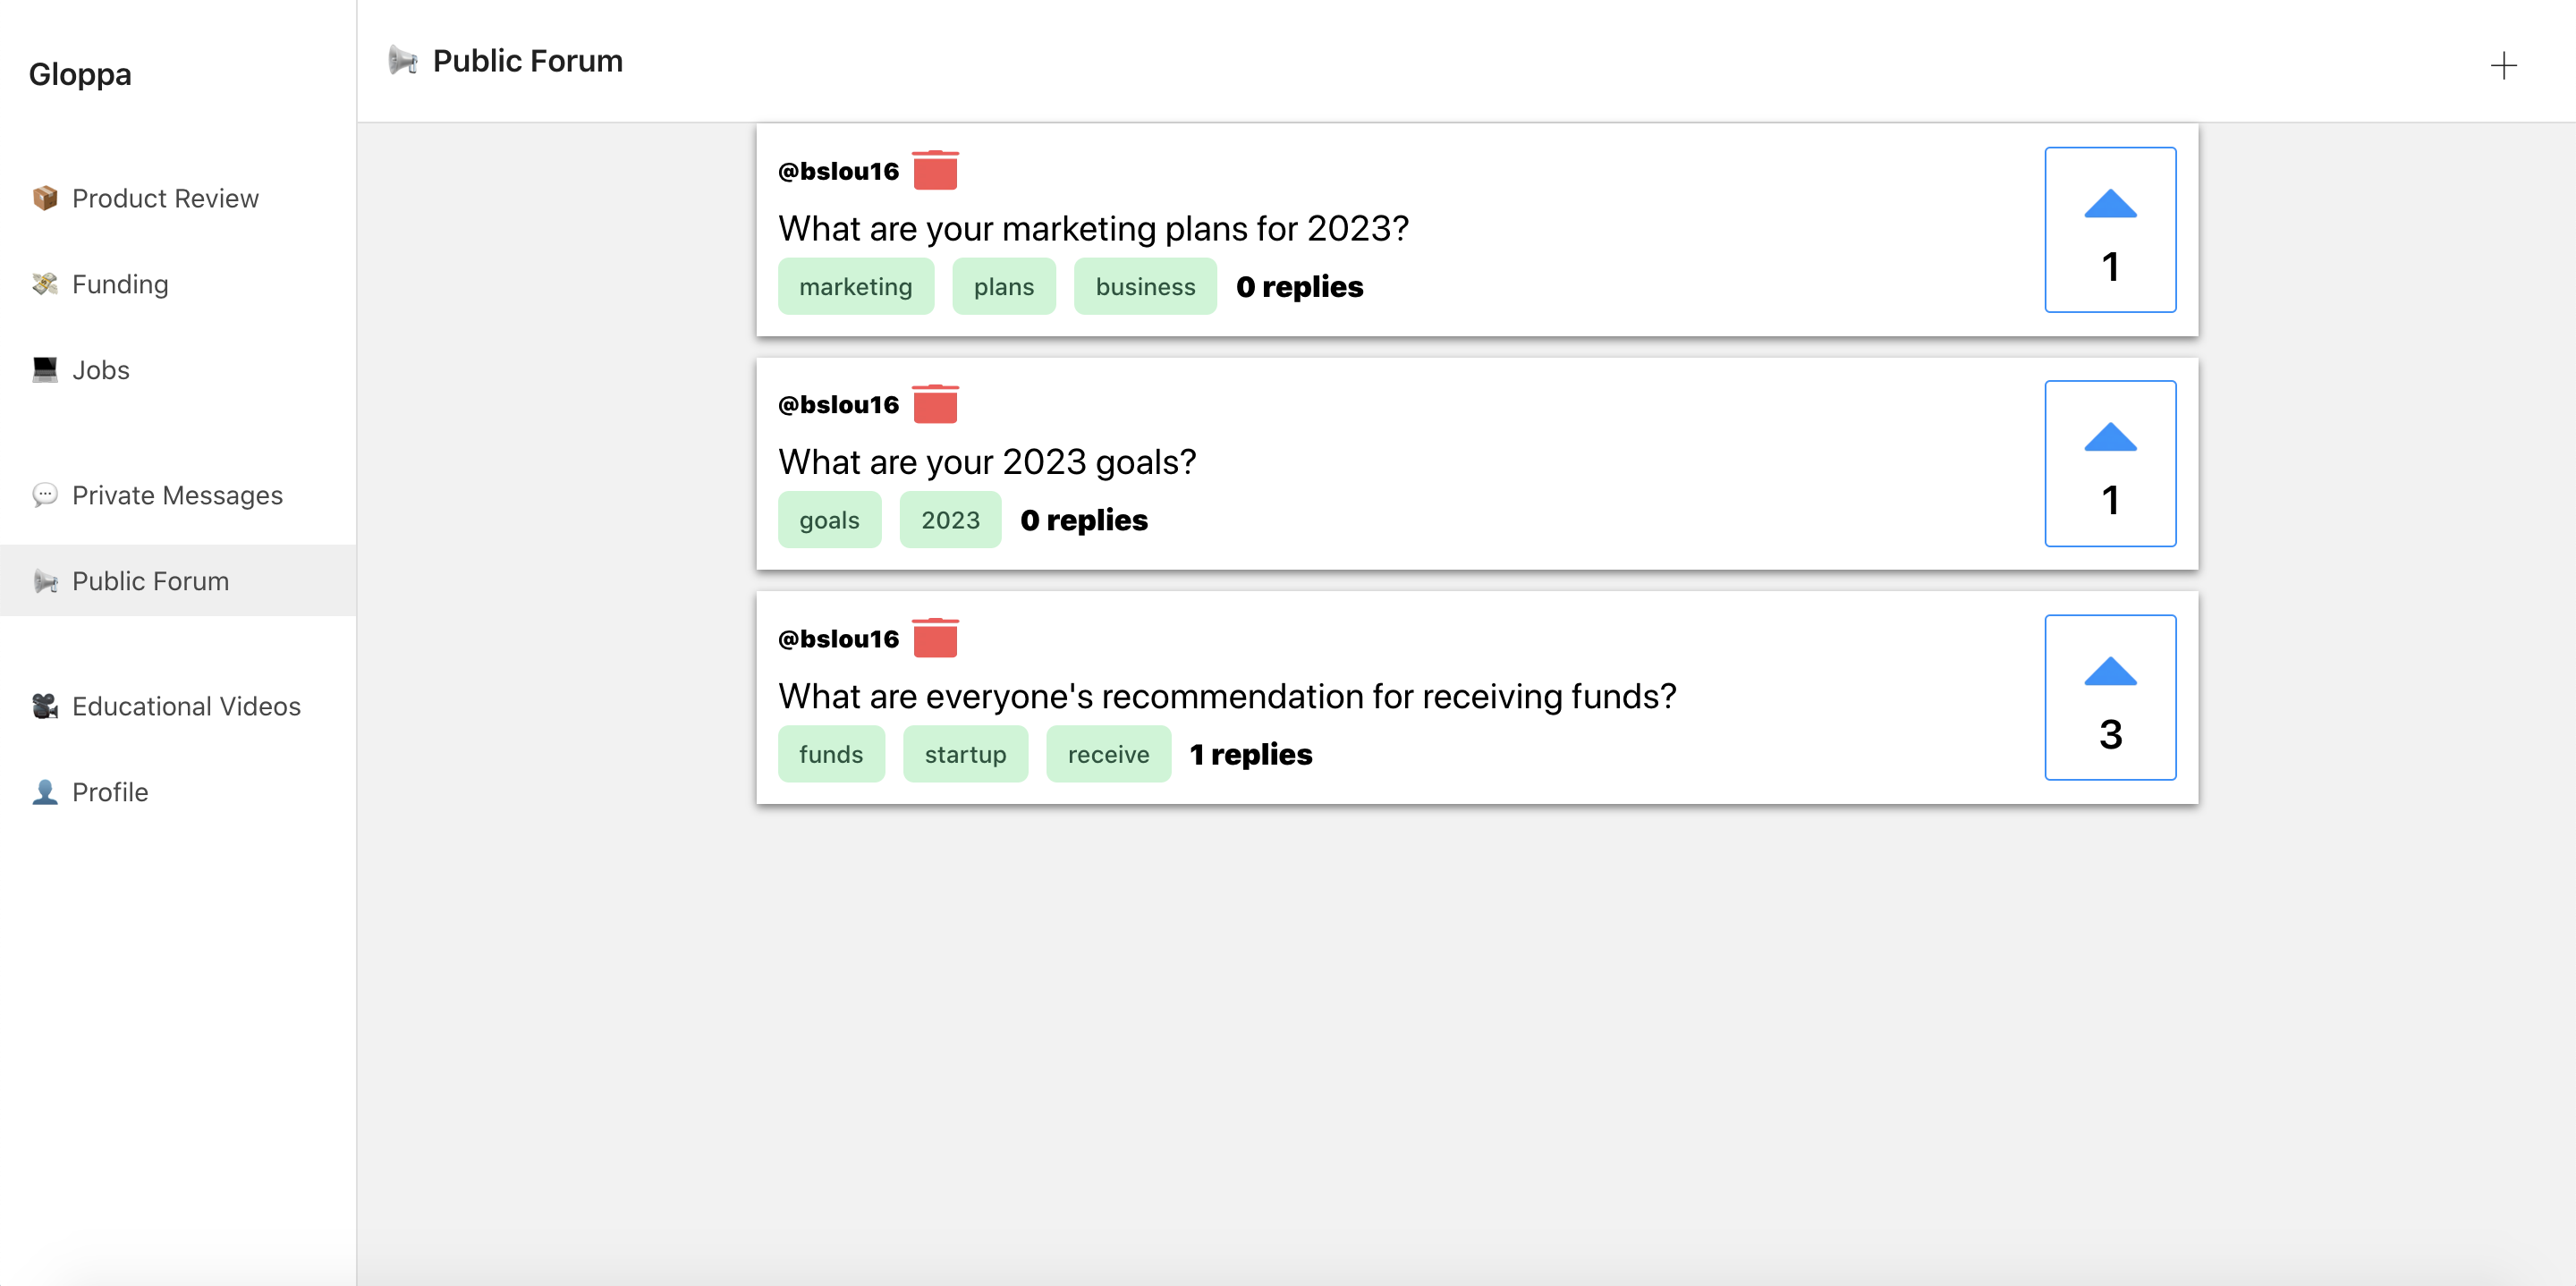 Gloppa
Product Review
Funding
Jobs
Private Messages
Public Forum
Educational Videos
Profile
Public Forum
@bslou16
What are your marketing plans for 2023?
marketing plans business 0 replies
1
@bslou16
What are your 2023 goals?
goals 2023 0 replies
1
@bslou16
What are everyone's recommendation for receiving funds?
funds startup receive 1 replies
3